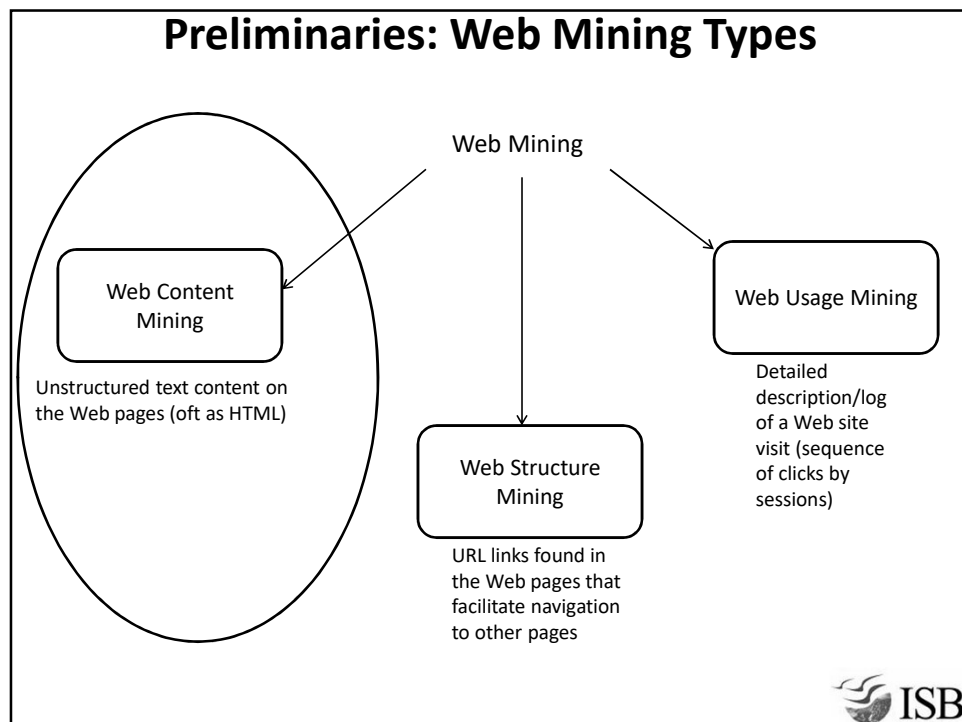 Preliminaries: Web Mining Types
Web Mining
Web Content
Mining
Unstructured text content on
the Web pages (oft as HTML)
Web Structure
Mining
URL links found in
the Web pages that
facilitate navigation
to other pages
Web Usage Mining
Detailed
description/log
of a Web site
visit (sequence
of clicks by
sessions)
ISB